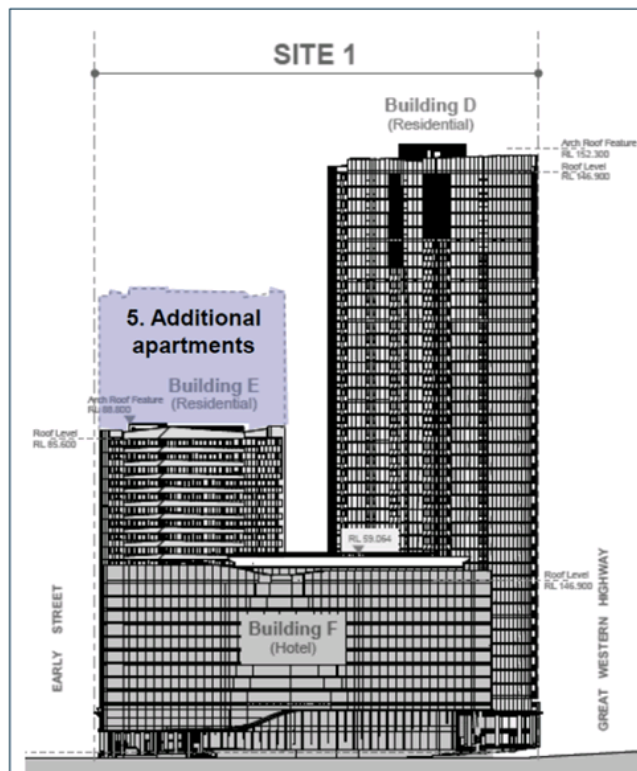 SITE 1
Building D
(Residential)
Arch Roof Feature
RL 152.300
Roof Level
RL 146.900
5. Additional
apartments
Building E
(Residential)
Arch Roof Feature
RL 88.800
Roof Level
RL 85.600
RL 59.064
Roof Level
RL 146.900
Building F
(Hotel)
EARLY STREET
GREAT WESTERN HIGHWAY